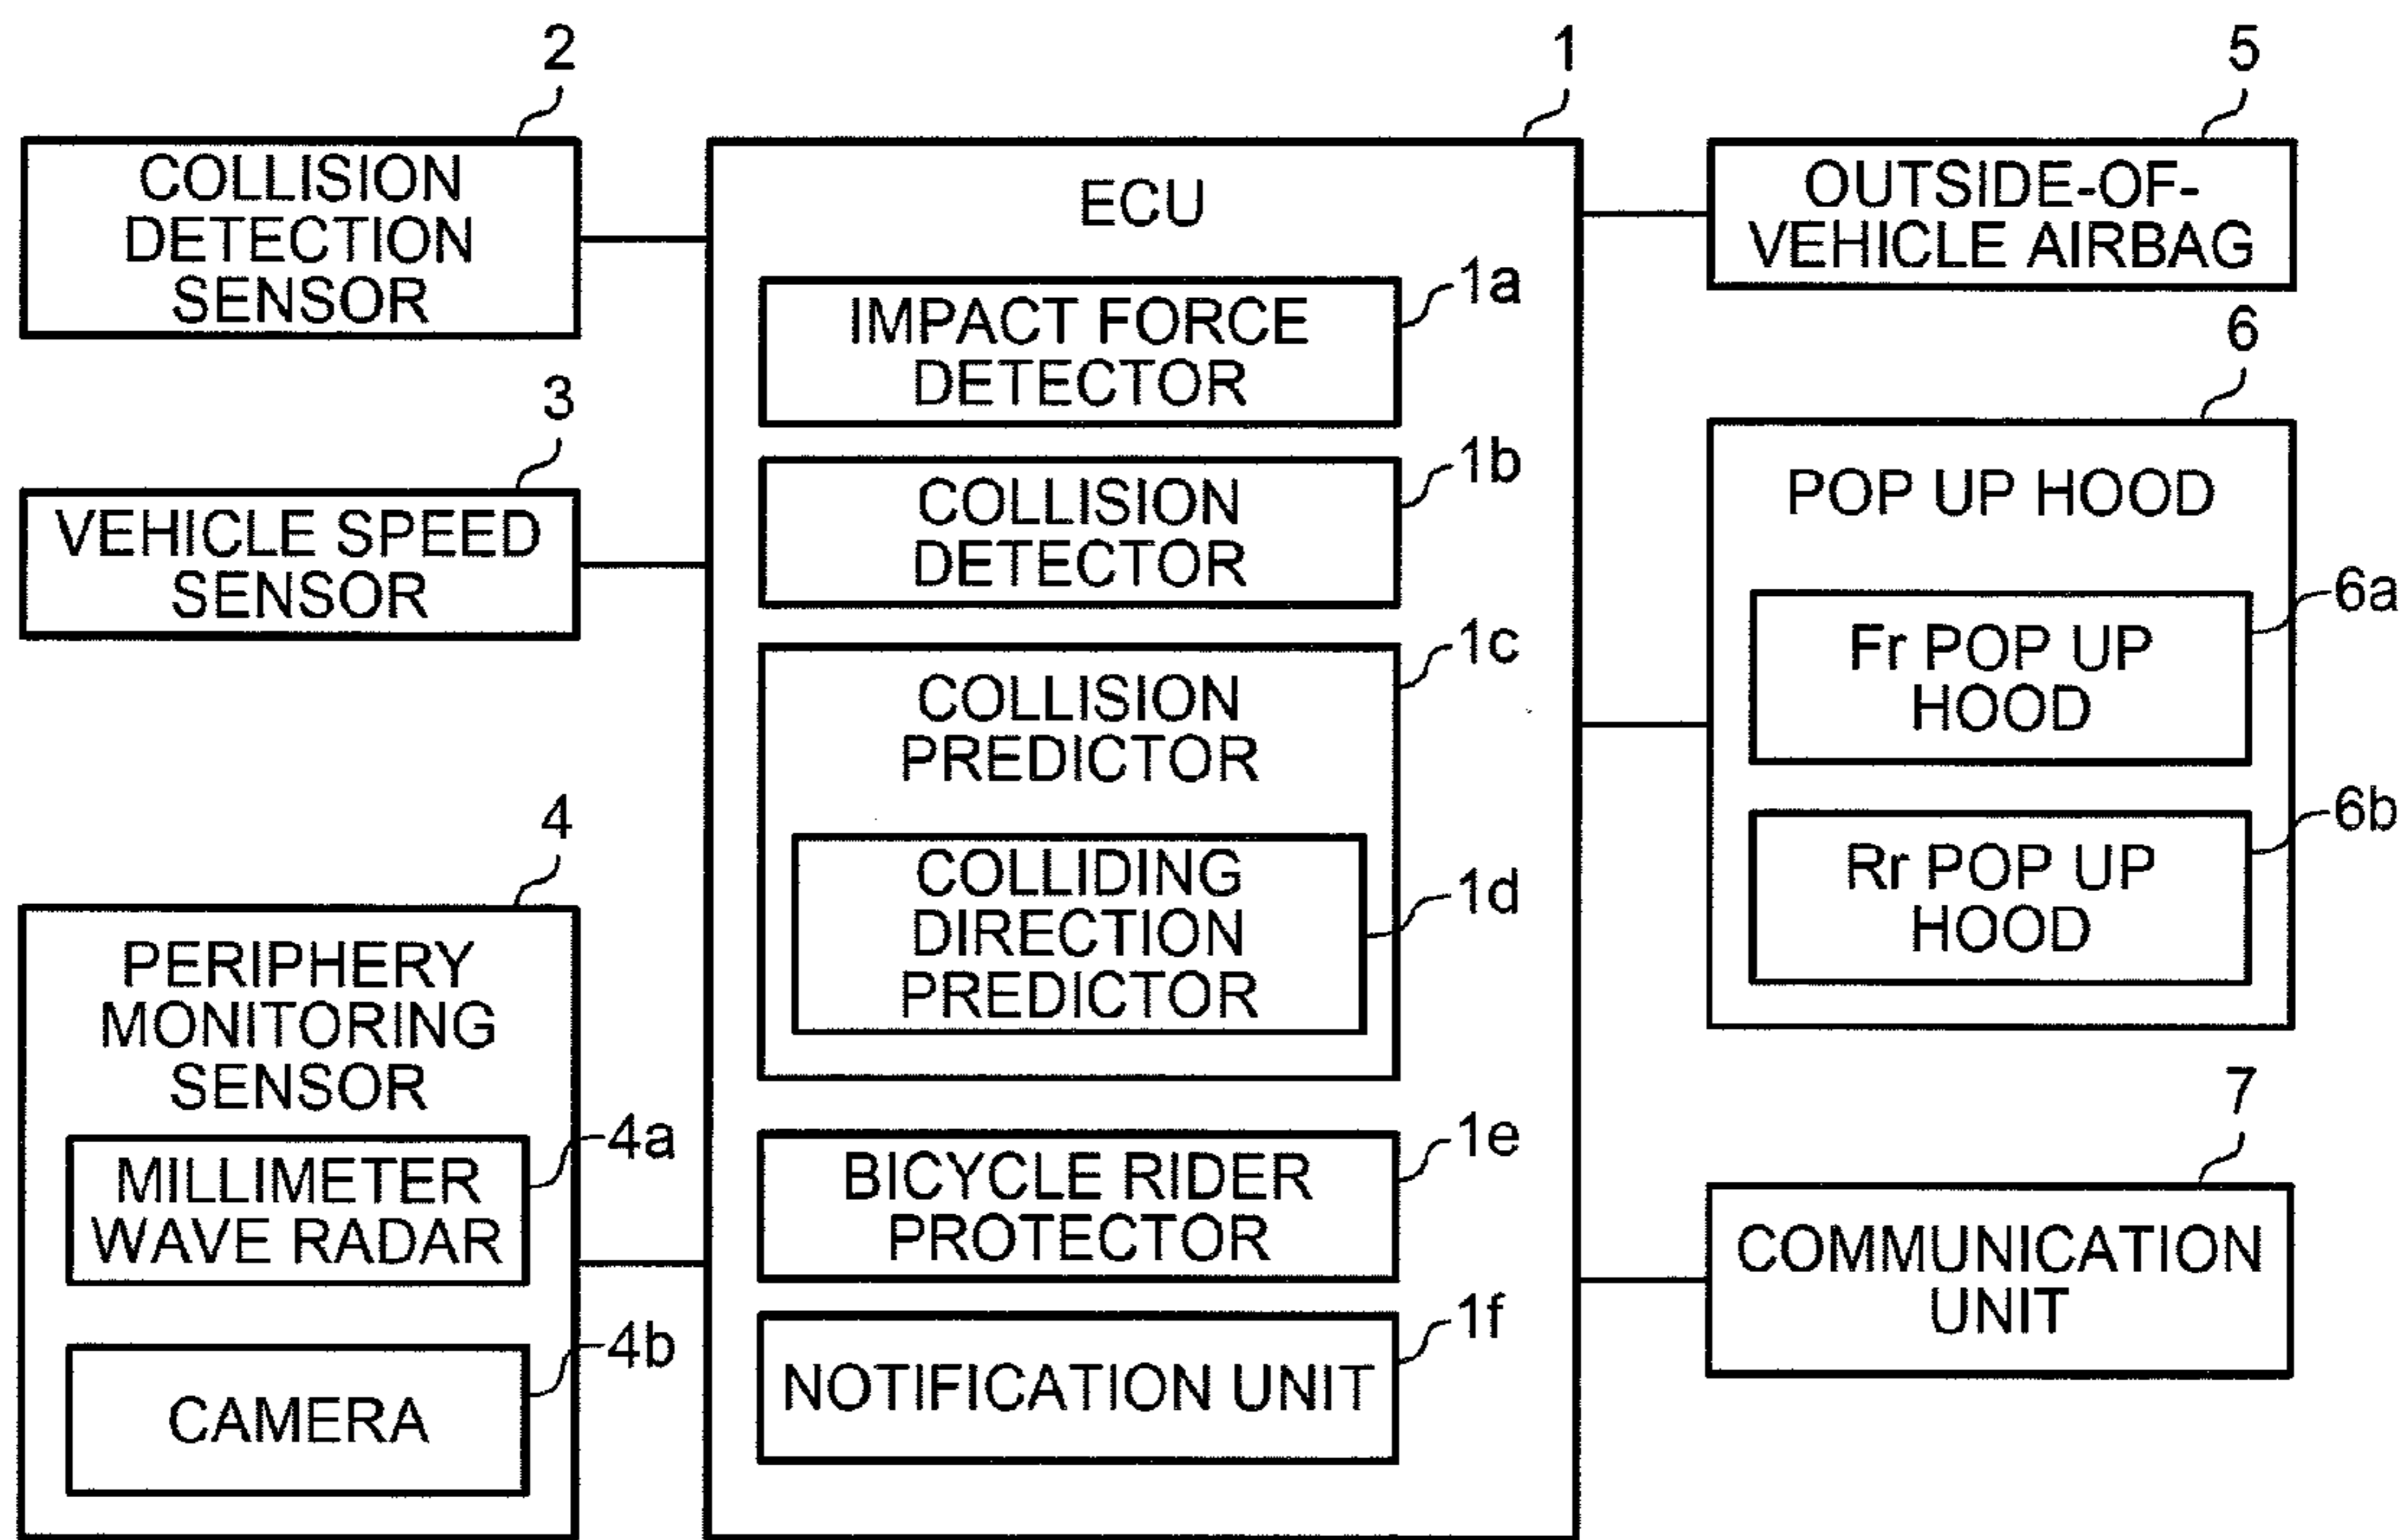 2
COLLISION
DETECTION
SENSOR
3
VEHICLE SPEED
SENSOR
4
PERIPHERY
MONITORING
SENSOR
4a
MILLIMETER
WAVE RADAR
4b
CAMERA
1
ECU
1a
IMPACT FORCE
DETECTOR
1b
COLLISION
DETECTOR
1c
COLLISION
PREDICTOR
1d
COLLIDING
DIRECTION
PREDICTOR
1e
BICYCLE RIDER
PROTECTOR
1f
NOTIFICATION UNIT
5
OUTSIDE-OF-
VEHICLE AIRBAG
6
POP UP HOOD
6a
Fr POP UP
HOOD
6b
Rr POP UP
HOOD
7
COMMUNICATION
UNIT